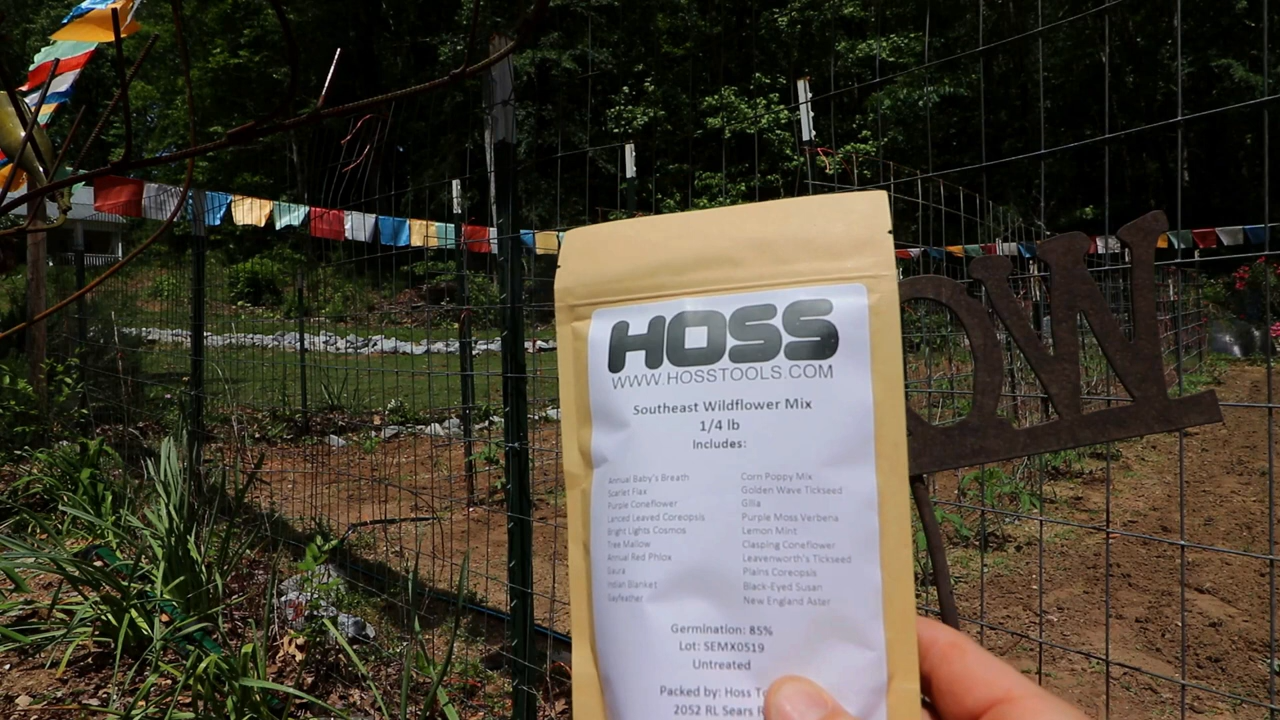 HOSS
WWW.HOSSTOOLS.COM
Southeast Wildflower Mix
1/4 lb
Includes:
Annual Baby's Breath
Scarlet Flax
Purple Coneflower
Lanced Leaved Coreopsis
Bright Lights Cosmos
Tree Mallow
Annual Red Phlox
Gaura
Indian Blanket
Gayfeather
Corn Poppy Mix
Golden Wave Tickseed
Gilia
Purple Moss Verbena
Lemon Mint
Clasping Coneflower
Leavenworth's Tickseed
Plains Coreopsis
Black-Eyed Susan
New England Aster
Germination: 85%
Lot: SEMX0519
Untreated
Packed by: Hoss
2052 RL Sears
OW